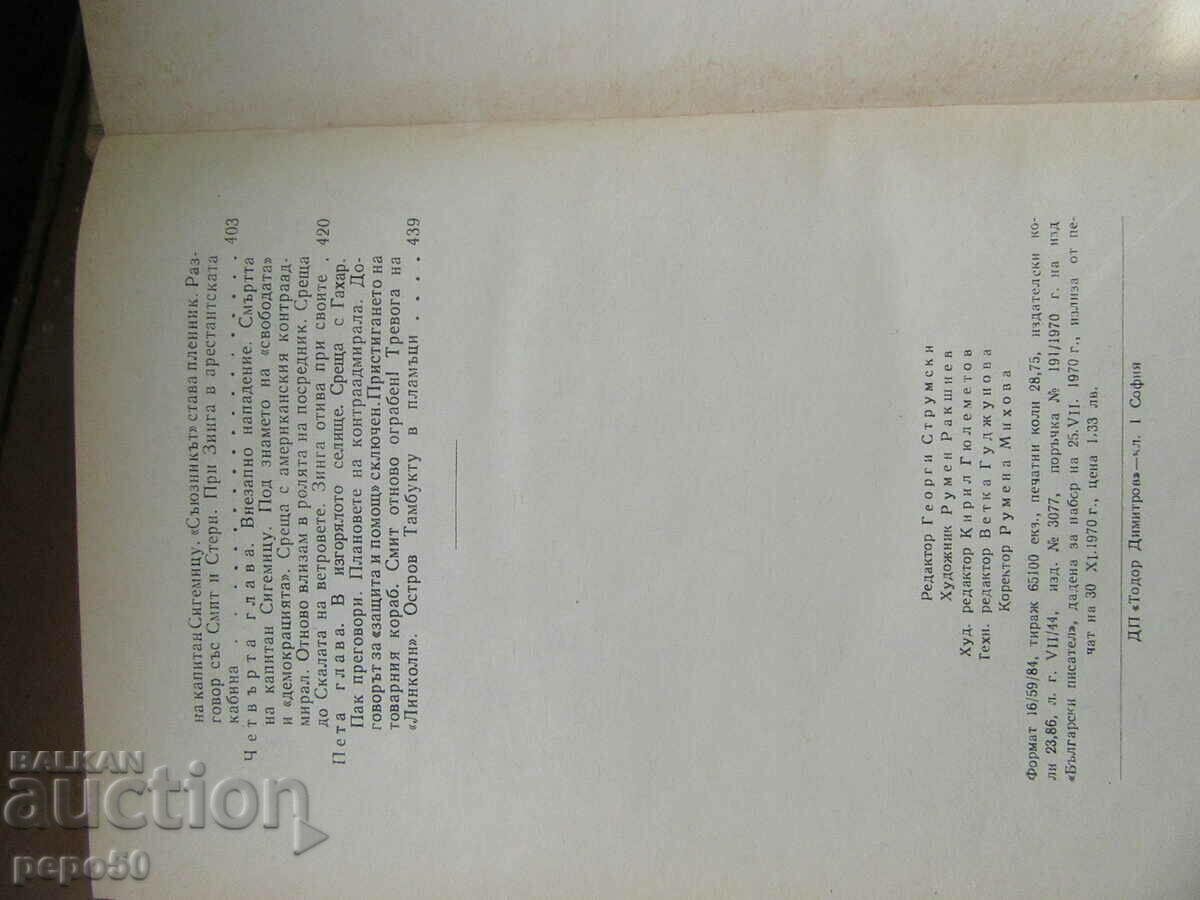 на капитан Сигемицу. «Съюзникът» става пленник. Раз-
говор със Смит и Стерн. При Зинга в арестантската
кабина . . . . . . . . . . . . . . . 403
Четвърта глава. Внезапно нападение. Смъртта
на капитан Сигемицу. Под знамето на «свободата»
и «демокрацията». Среща с американския контраад-
мирал. Отново влизам в ролята на посредник. Среща
до Скалата на ветровете. Зинга отива при своите . 420
Пета глава. В изгорялото селище. Среща с Гахар.
Пак преговори. Плановете на контраадмирала. До-
говорът за «защита и помощ» сключен. Пристигането на
товарния кораб. Смит отново ограбен! Тревога на
«Линколн». Остров Тамбукту в пламъци . . . . 439
Редактор Георги Струмски
Художник Румен Ракшиев
Худ. редактор Кирил Гюлеметов
Техн. редактор Ветка Гуджунова
Коректор Румена Михова
Формат 16/59/84, тираж 65100 екз., печатни коли 28,75, издателски ко-
ли 23,86, л. г. VII/44, изд. № 3077, поръчка № 191/1970 г. на изд
«Български писател», дадена за набор на 25.VII. 1970 г., излиза от пе-
чат на 30 XI.1970 г., цена 1,33 лв.
ДП «Тодор Димитров»—кл. 1 София
BALKAN
auction
pepo50